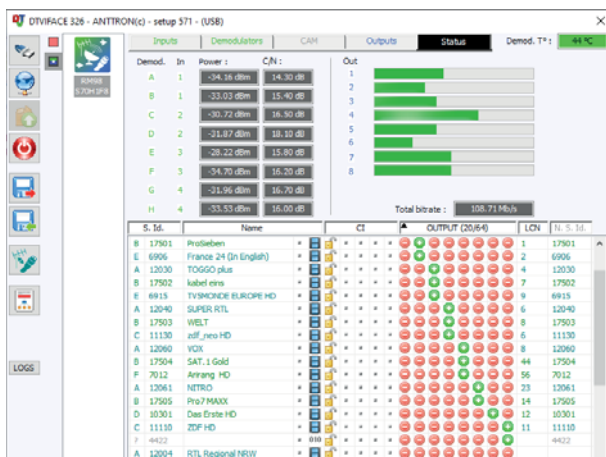 DTVIFACE 326 - ANTTRON(c) - setup 571 - (USB)
Inputs Demodulators CAM Outputs Status Demod. Tª: 44 ºC
RM98
S70H1F8
Demod. In Power : C/N : Out
A 1 -34.16 dBm 14.30 dB 1
B 1 -33.03 dBm 15.40 dB 2
C 2 -30.72 dBm 16.50 dB 3
D 2 -31.87 dBm 18.10 dB 4
E 3 -28.22 dBm 15.80 dB 5
F 3 -34.70 dBm 16.20 dB 6
G 4 -31.96 dBm 16.70 dB 7
H 4 -33.53 dBm 16.00 dB 8
Total bitrate : 108.71 Mb/s
S. Id. Name CI OUTPUT (20/64) LCN N. S. Id.
B 17501 ProSieben 1 17501
E 6906 France 24 (in English) 2 6906
A 12030 TOGGO plus 4 12030
B 17502 kabel eins 7 17502
E 6915 TV5MONDE EUROPE HD 9 6915
A 12040 SUPER RTL 6 12040
B 17503 WELT 8 17503
C 11130 zdf_neo HD 6 11130
A 12060 VOX 8 12060
B 17504 SAT.1 Gold 44 17504
F 7012 Arirang HD 56 7012
A 12061 NITRO 23 12061
B 17505 Pro7 MAXX 14 17505
D 10301 Das Erste HD 12 10301
C 11110 ZDF HD 11 11110
? 4422 010 4422
A 12004 RTL Regional NRW 12004
LOGS